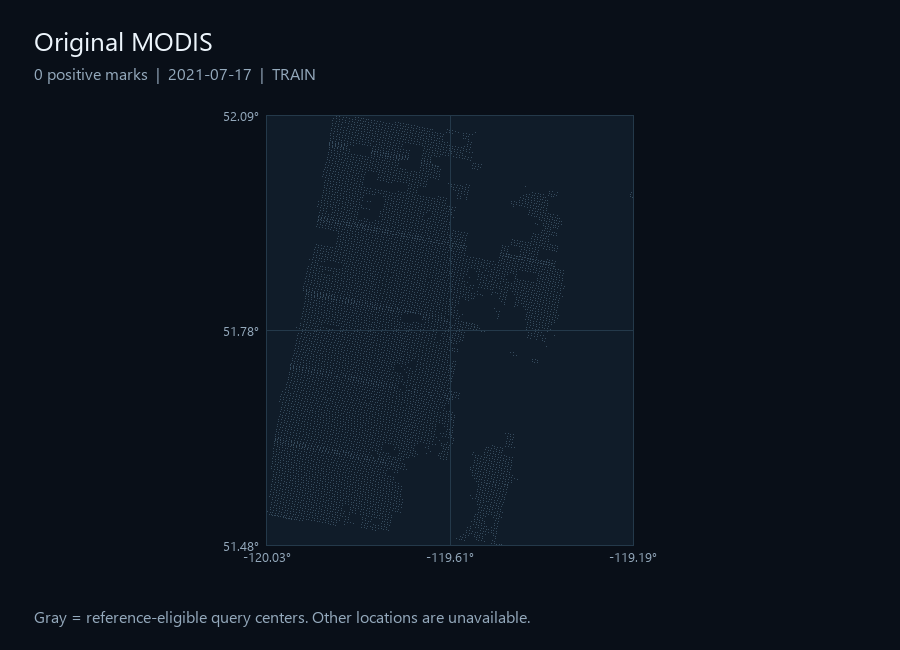 Original MODIS
0 positive marks | 2021-07-17 | TRAIN
52.09°
51.78°
51.48°
-120.03°
-119.61°
-119.19°
Gray = reference-eligible query centers. Other locations are unavailable.